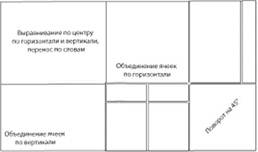 Выравнивание по центру
по горизонтали и вертикали,
перенос по словам
Объединение ячеек
по горизонтали
Объединение ячеек
по вертикали
Поворот на 45°